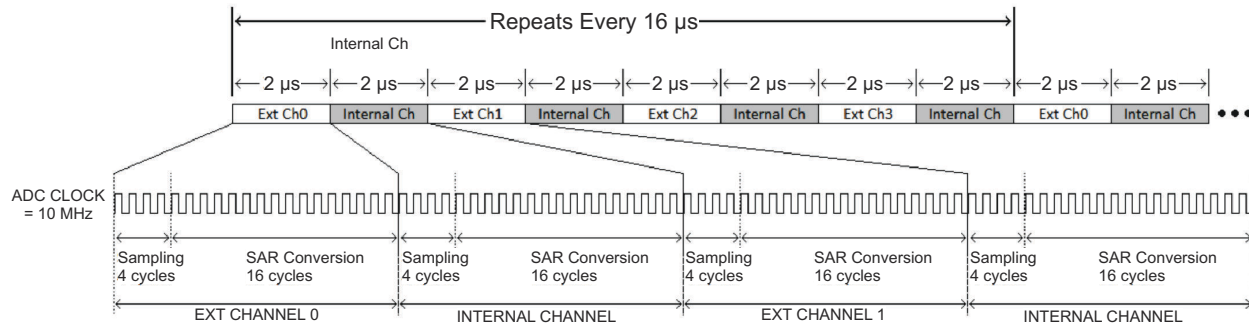 Repeats Every 16 µs
Internal Ch
2 µs 2 µs 2 µs 2 µs 2 µs 2 µs 2 µs 2 µs 2 µs 2 µs
Ext Ch0 Internal Ch Ext Ch1 Internal Ch Ext Ch2 Internal Ch Ext Ch3 Internal Ch Ext Ch0 Internal Ch
ADC CLOCK
= 10 MHz
Sampling SAR Conversion Sampling SAR Conversion Sampling SAR Conversion Sampling SAR Conversion
4 cycles 16 cycles 4 cycles 16 cycles 4 cycles 16 cycles 4 cycles 16 cycles
EXT CHANNEL 0 INTERNAL CHANNEL EXT CHANNEL 1 INTERNAL CHANNEL